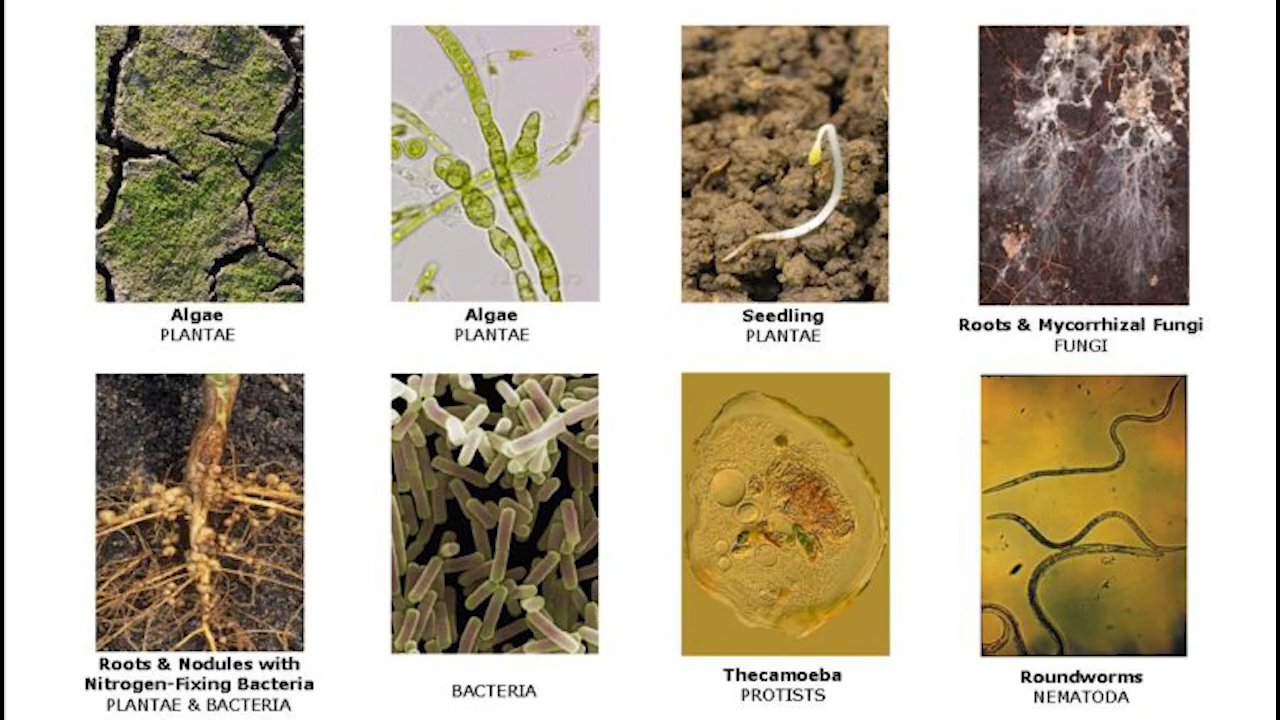 Algae
PLANTAE
Algae
PLANTAE
Seedling
PLANTAE
Roots & Mycorrhizal Fungi
FUNGI
Roots & Nodules with
Nitrogen-Fixing Bacteria
PLANTAE & BACTERIA
BACTERIA
Thecamoeba
PROTISTS
Roundworms
NEMATODA